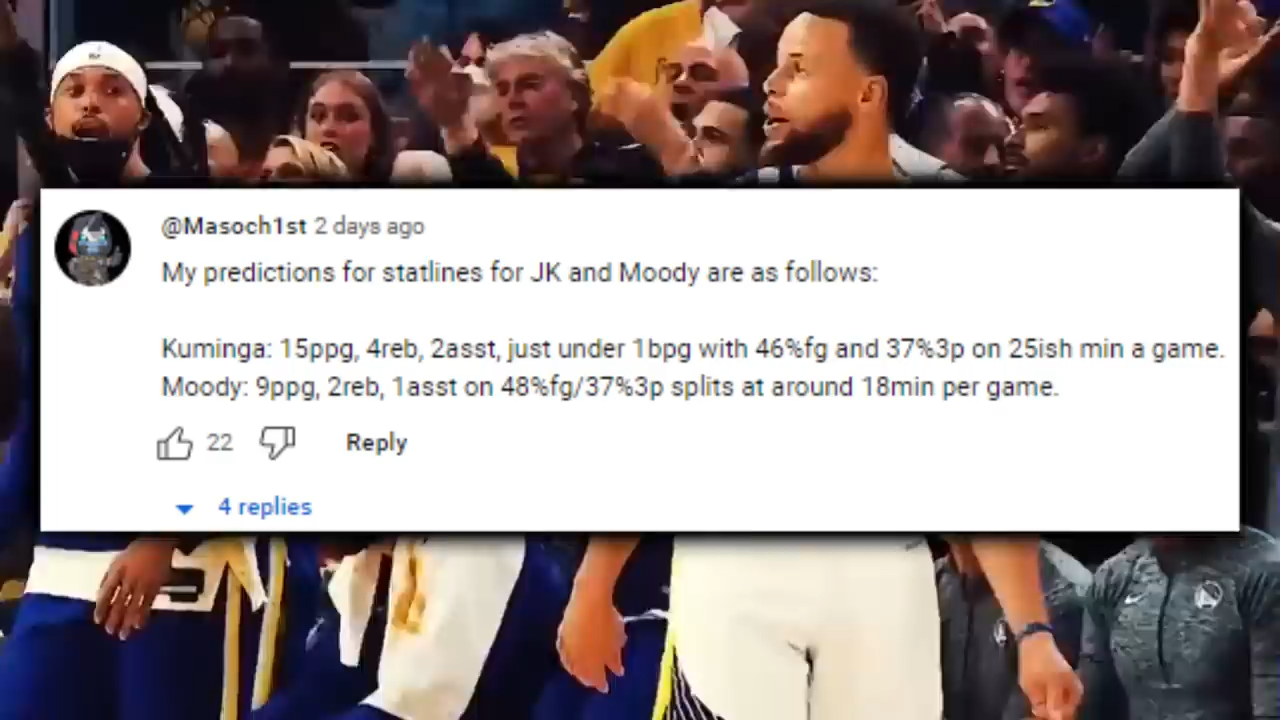 @Masoch1st 2 days ago
My predictions for statlines for JK and Moody are as follows:
Kuminga: 15ppg, 4reb, 2asst, just under 1bpg with 46%fg and 37%3p on 25ish min a game.
Moody: 9ppg, 2reb, 1asst on 48%fg/37%3p splits at around 18min per game.
22 Reply
4 replies